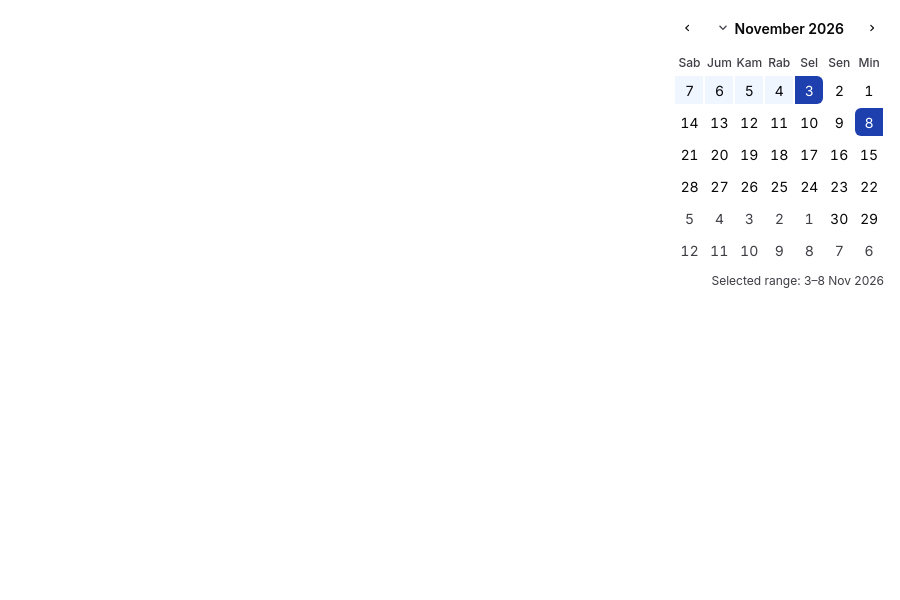 November 2026
Sab Jum Kam Rab Sel Sen Min
7 6 5 4 3 2 1
14 13 12 11 10 9 8
21 20 19 18 17 16 15
28 27 26 25 24 23 22
5 4 3 2 1 30 29
12 11 10 9 8 7 6
Selected range: 3–8 Nov 2026